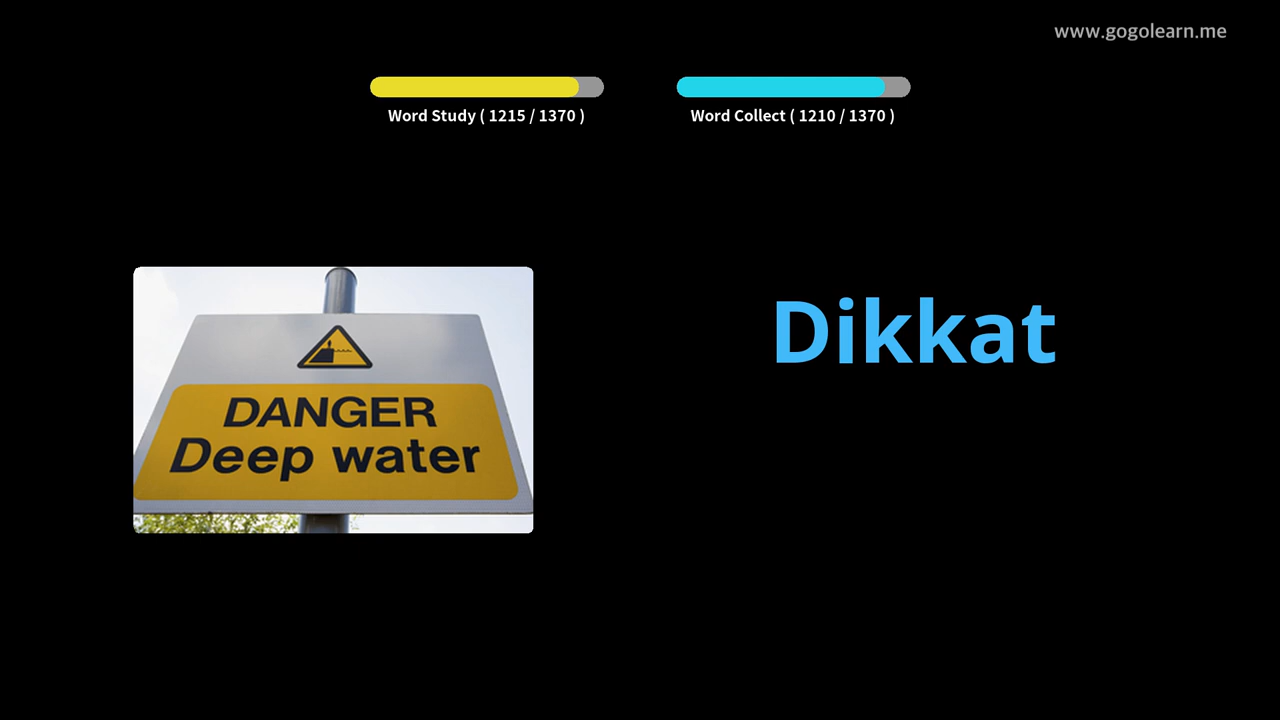 www.gogolearn.me
Word Study ( 1215 / 1370 )
Word Collect ( 1210 / 1370 )
DANGER
Deep water
Dikkat